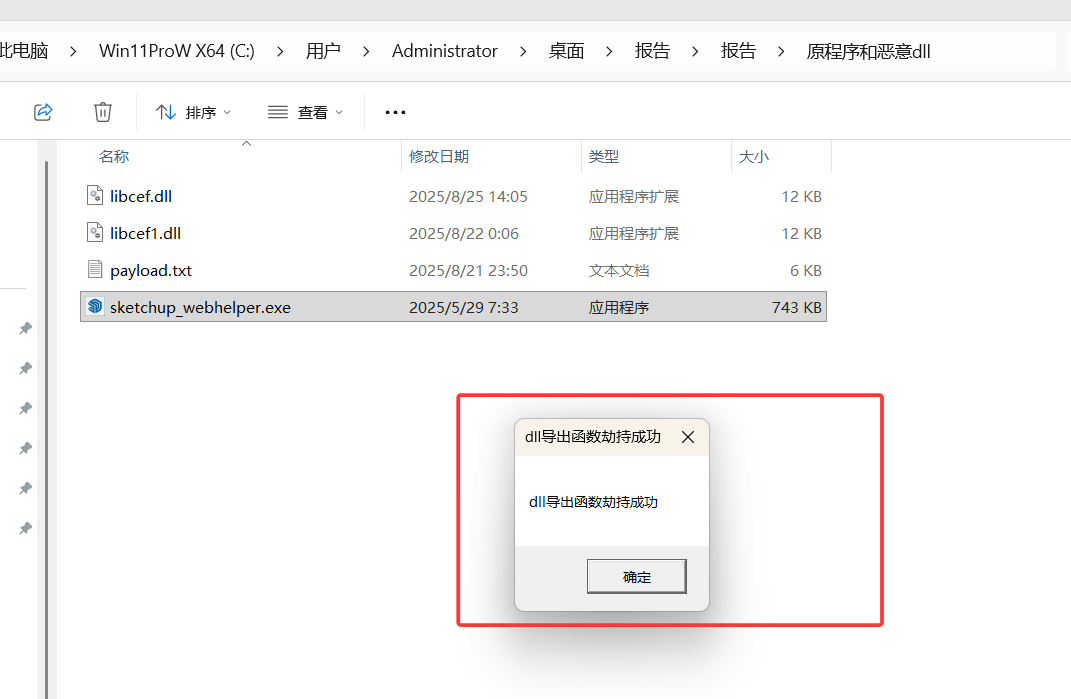 此电脑 > Win11ProW X64 (C:) > 用户 > Administrator > 桌面 > 报告 > 报告 > 原程序和恶意dll
排序 查看
名称 修改日期 类型 大小
libcef.dll 2025/8/25 14:05 应用程序扩展 12 KB
libcef1.dll 2025/8/22 0:06 应用程序扩展 12 KB
payload.txt 2025/8/21 23:50 文本文档 6 KB
sketchup_webhelper.exe 2025/5/29 7:33 应用程序 743 KB
dll导出函数劫持成功
dll导出函数劫持成功
确定